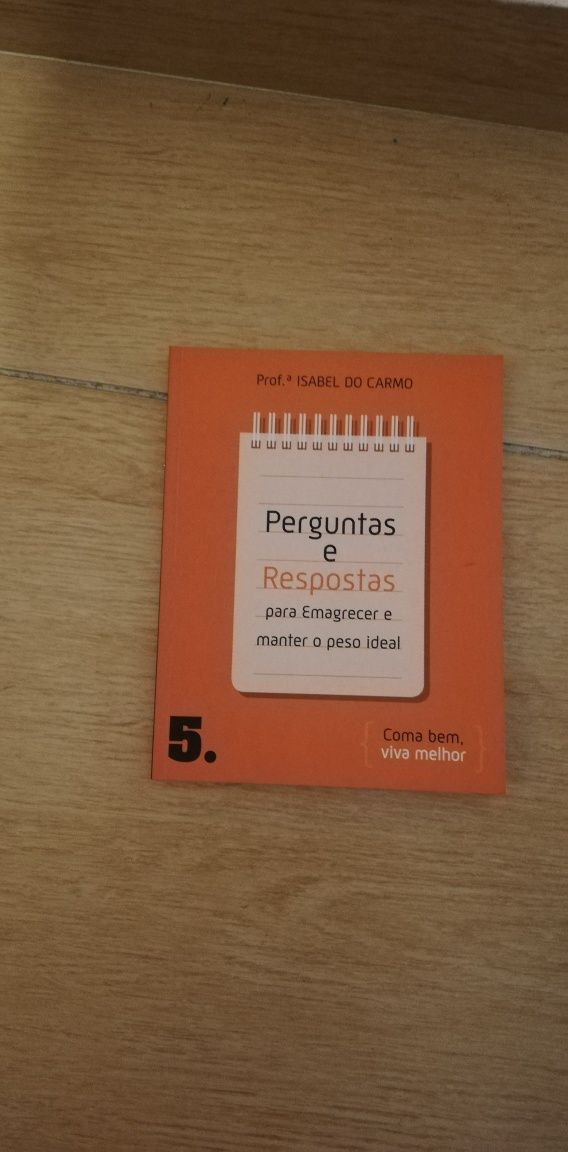 Prof.ª ISABEL DO CARMO
Perguntas
e
Respostas
para Emagrecer e
manter o peso ideal
5.
Coma bem,
viva melhor